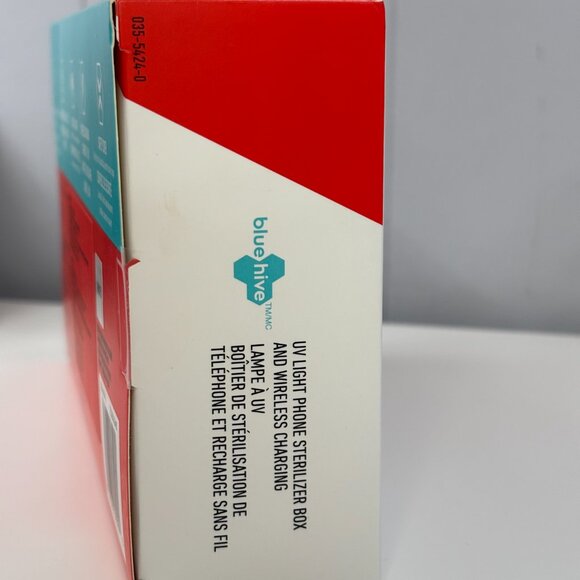 035-5424-0
blue hive TM/MC
UV LIGHT PHONE STERILIZER BOX
AND WIRELESS CHARGING
LAMPE À UV
BOÎTIER DE STÉRILISATION DE
TÉLÉPHONE ET RECHARGE SANS FIL